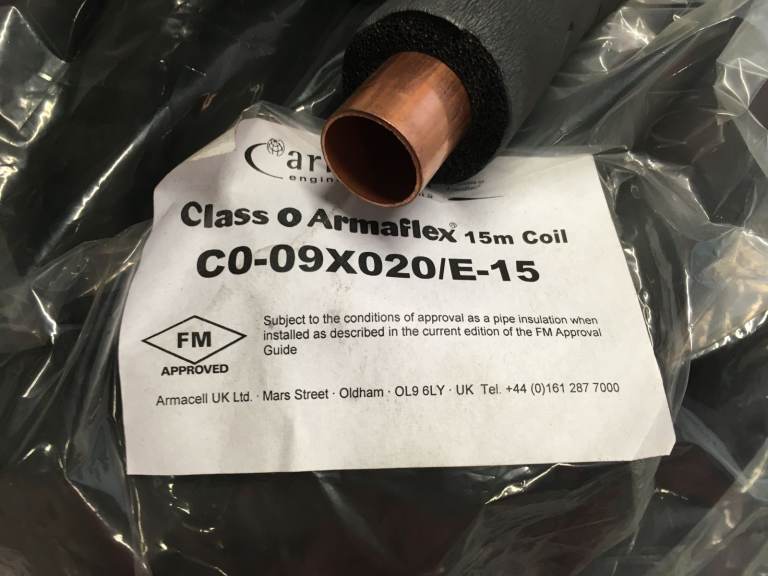 Class O Armaflex® 15m Coil
CO-09X020/E-15
FM
APPROVED
Subject to the conditions of approval as a pipe insulation when
installed as described in the current edition of the FM Approval
Guide
Armacell UK Ltd. · Mars Street · Oldham · OL9 6LY · UK Tel. +44 (0)161 287 7000